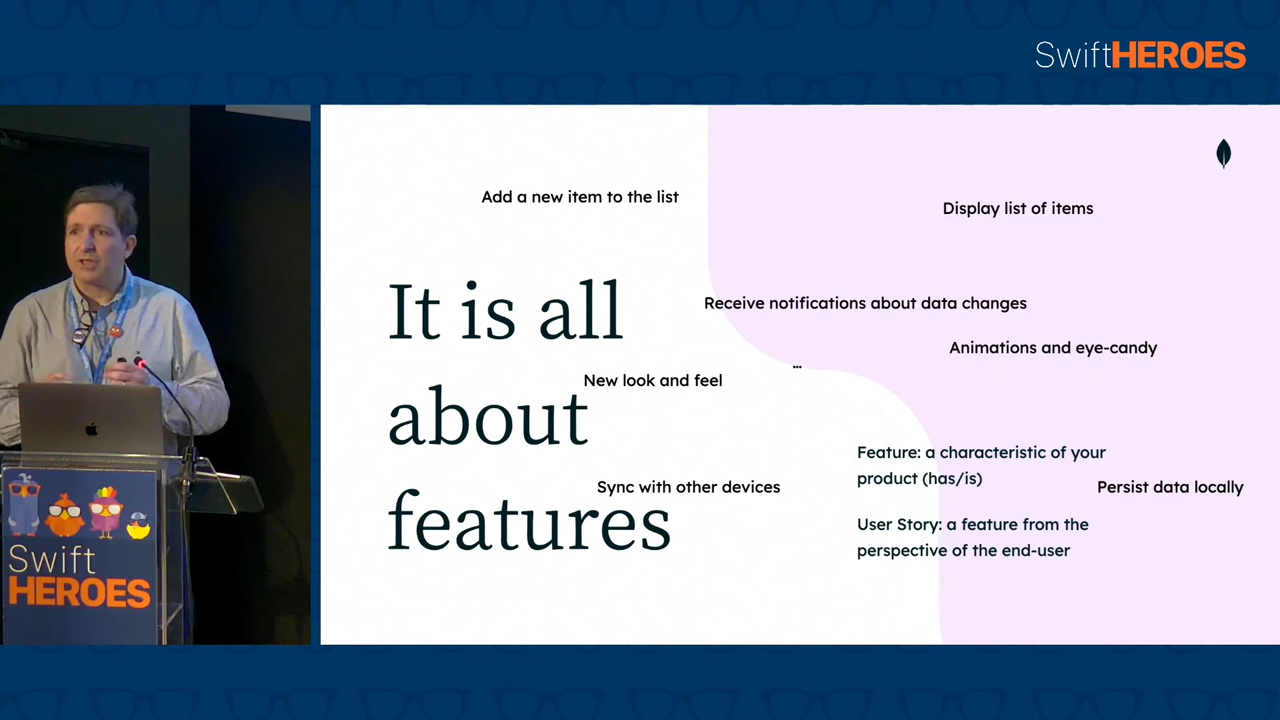 SwiftHEROES
Add a new item to the list
Display list of items
It is all
about
features
Receive notifications about data changes
Animations and eye-candy
...
New look and feel
Sync with other devices
Feature: a characteristic of your
product (has/is)
User Story: a feature from the
perspective of the end-user
Persist data locally
Swift
HEROES